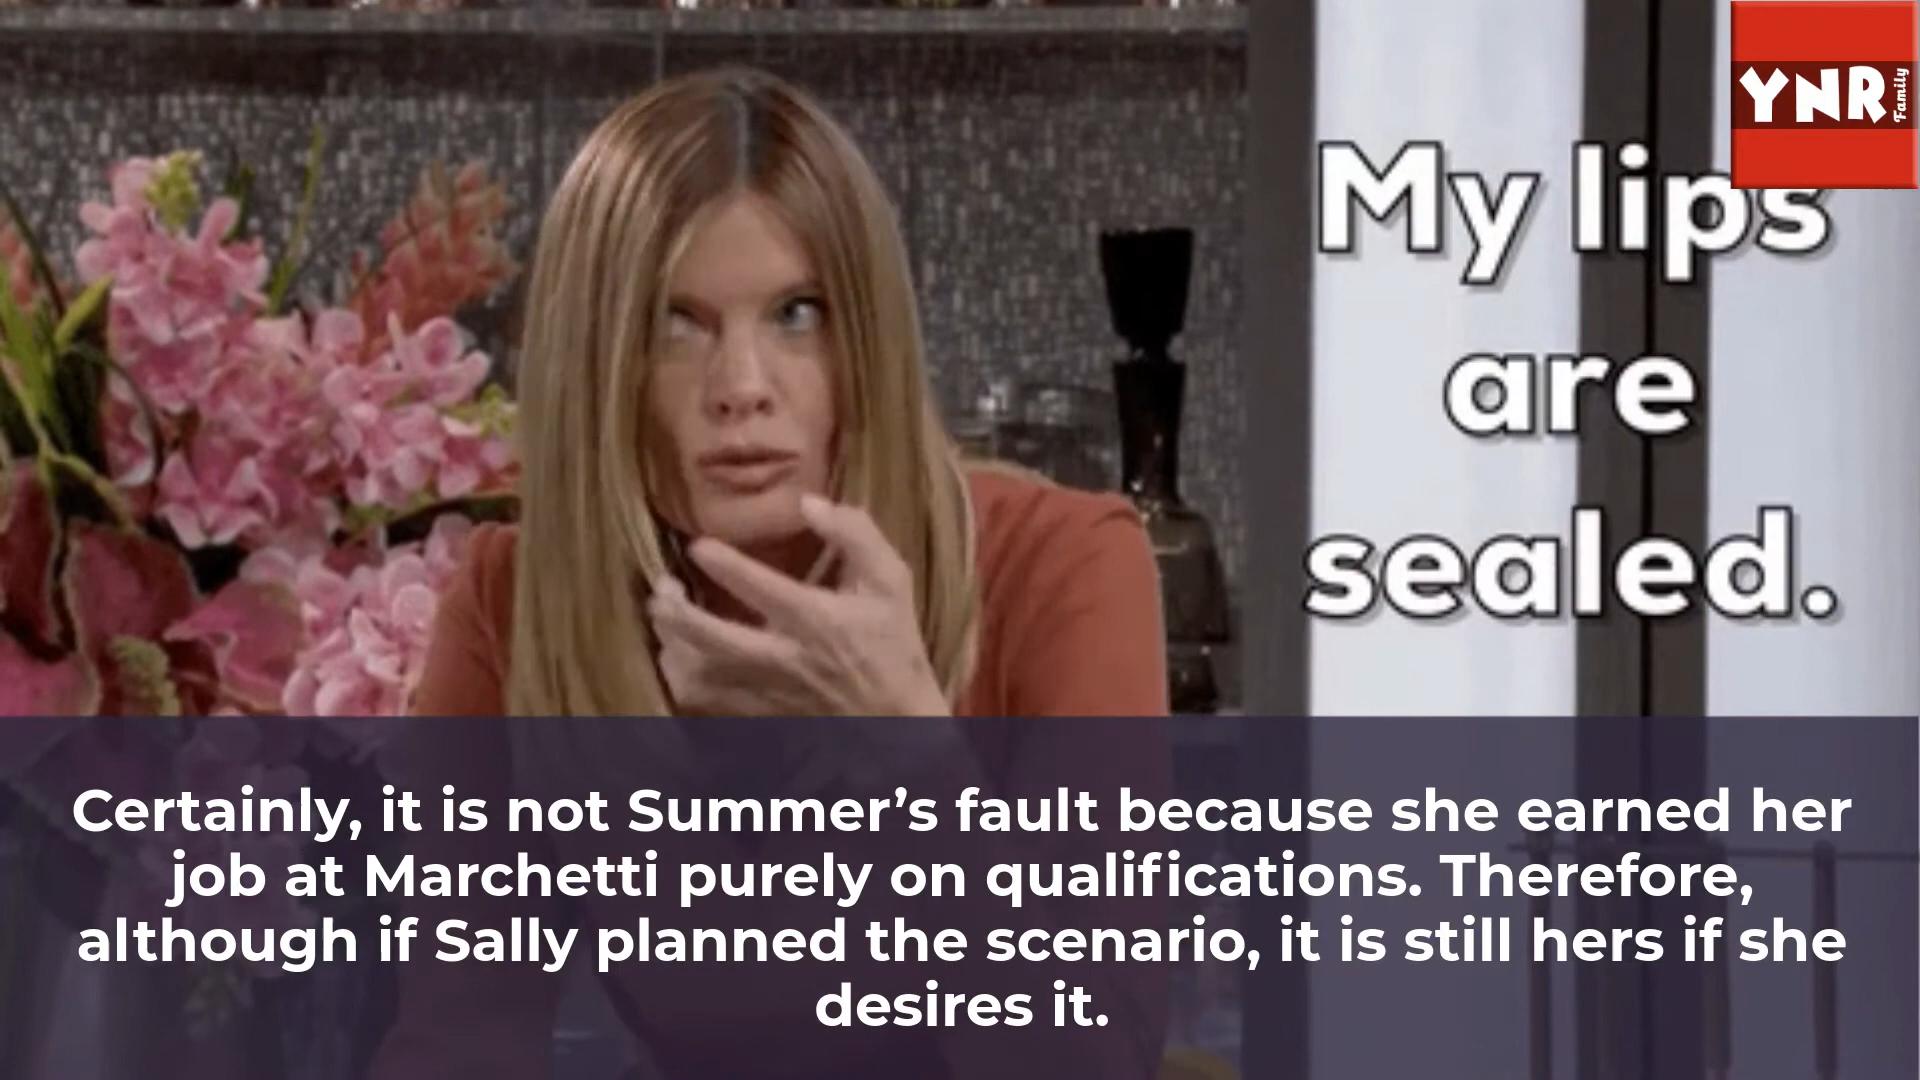 YNR
Family
My lips
are
sealed.
Certainly, it is not Summer’s fault because she earned her
job at Marchetti purely on qualifications. Therefore,
although if Sally planned the scenario, it is still hers if she
desires it.